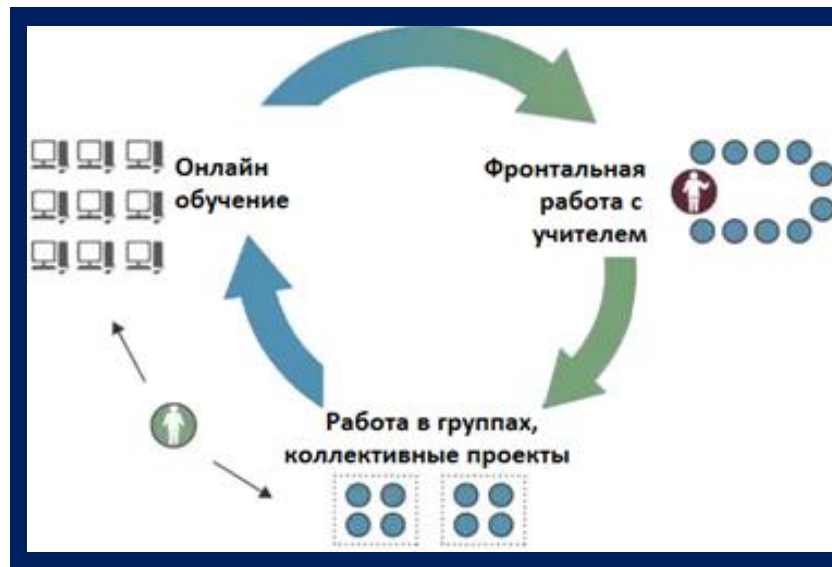 Онлайн
обучение
Фронтальная
работа с
учителем
Работа в группах,
коллективные проекты